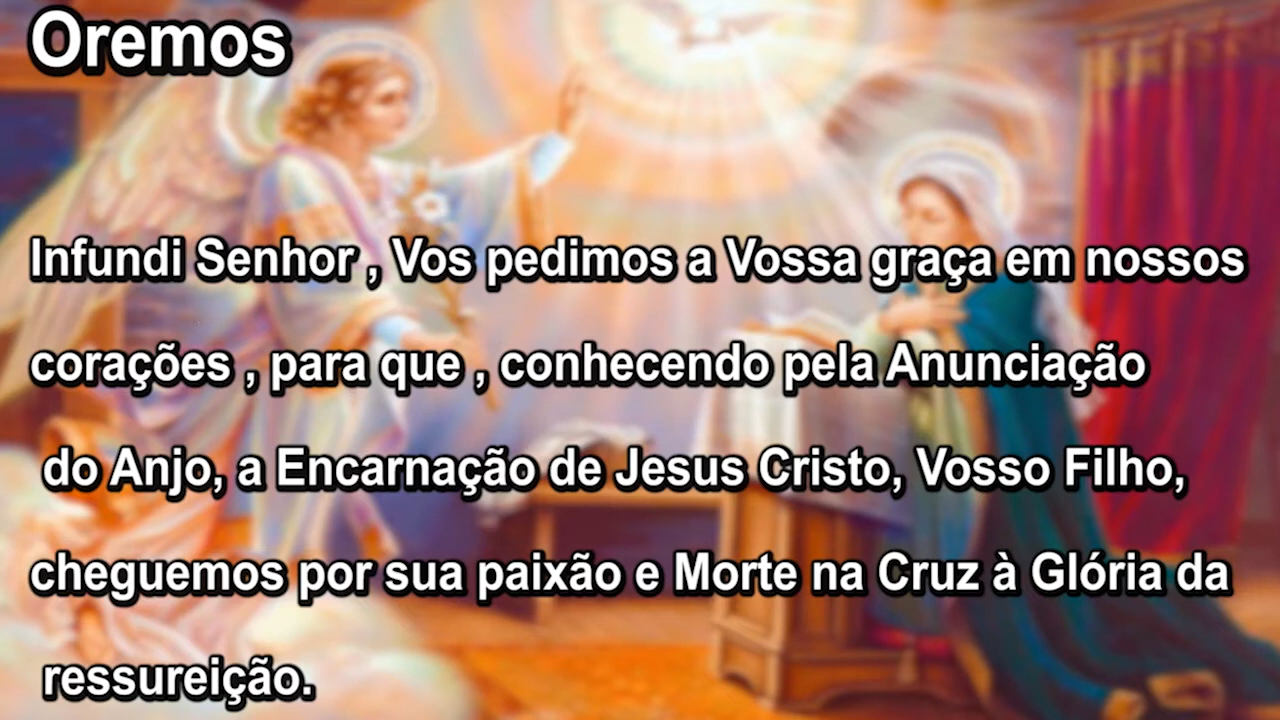 Oremos
Infundi Senhor , Vos pedimos a Vossa graça em nossos
corações , para que , conhecendo pela Anunciação
do Anjo, a Encarnação de Jesus Cristo, Vosso Filho,
cheguemos por sua paixão e Morte na Cruz à Glória da
ressureição.